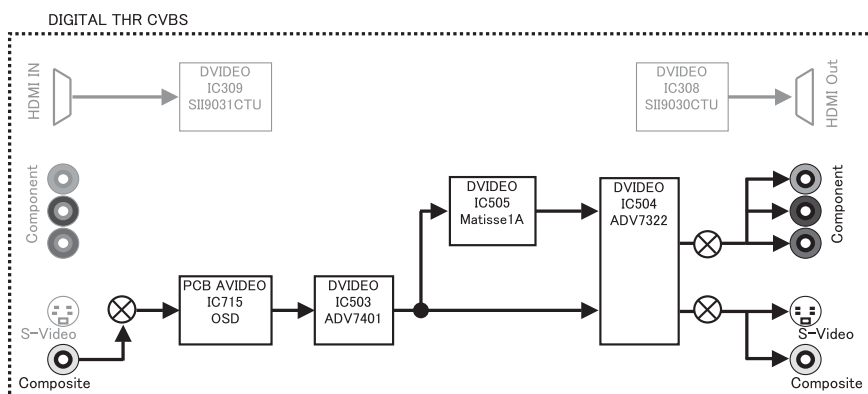 DIGITAL THR CVBS
HDMI IN
DVIDEO
IC309
SII9031CTU
DVIDEO
IC308
SII9030CTU
HDMI Out
Component
DVIDEO
IC505
Matisse1A
DVIDEO
IC504
ADV7322
Component
S-Video
PCB AVIDEO
IC715
OSD
DVIDEO
IC503
ADV7401
S-Video
Composite
Composite